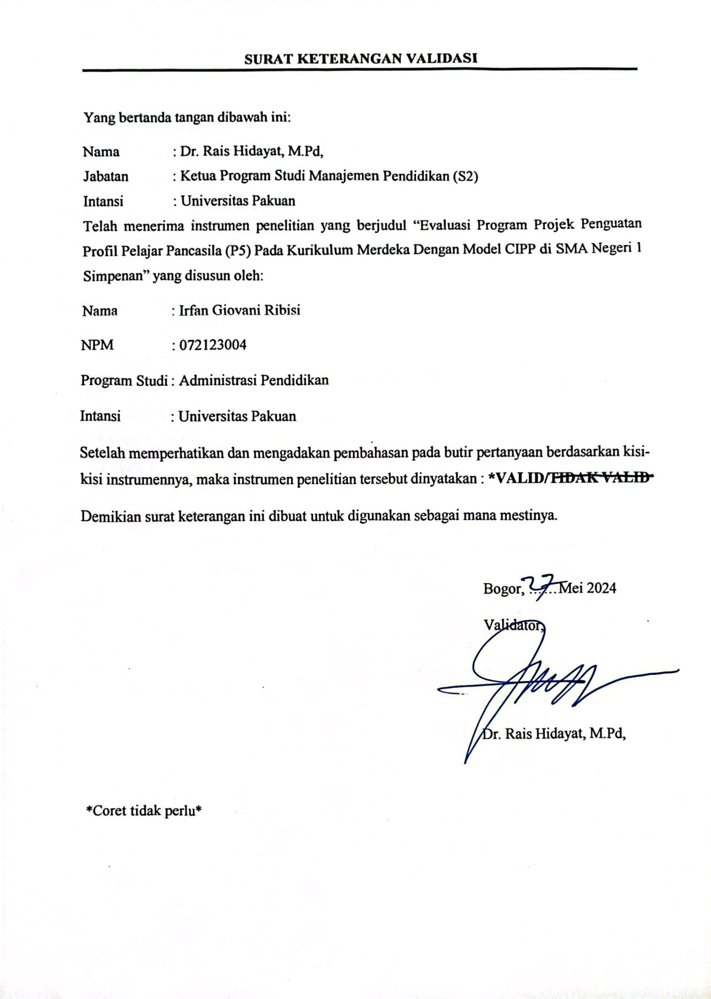 SURAT KETERANGAN VALIDASI
Yang bertanda tangan dibawah ini:
Nama : Dr. Rais Hidayat, M.Pd,
Jabatan : Ketua Program Studi Manajemen Pendidikan (S2)
Intansi : Universitas Pakuan
Telah menerima instrumen penelitian yang berjudul “Evaluasi Program Projek Penguatan
Profil Pelajar Pancasila (P5) Pada Kurikulum Merdeka Dengan Model CIPP di SMA Negeri 1
Simpenan” yang disusun oleh:
Nama : Irfan Giovani Ribisi
NPM : 072123004
Program Studi : Administrasi Pendidikan
Intansi : Universitas Pakuan
Setelah memperhatikan dan mengadakan pembahasan pada butir pertanyaan berdasarkan kisi-
kisi instrumennya, maka instrumen penelitian tersebut dinyatakan : *VALID/TIDAK VALID*
Demikian surat keterangan ini dibuat untuk digunakan sebagai mana mestinya.
Bogor, 27 Mei 2024
Validator,
Dr. Rais Hidayat, M.Pd,
*Coret tidak perlu*